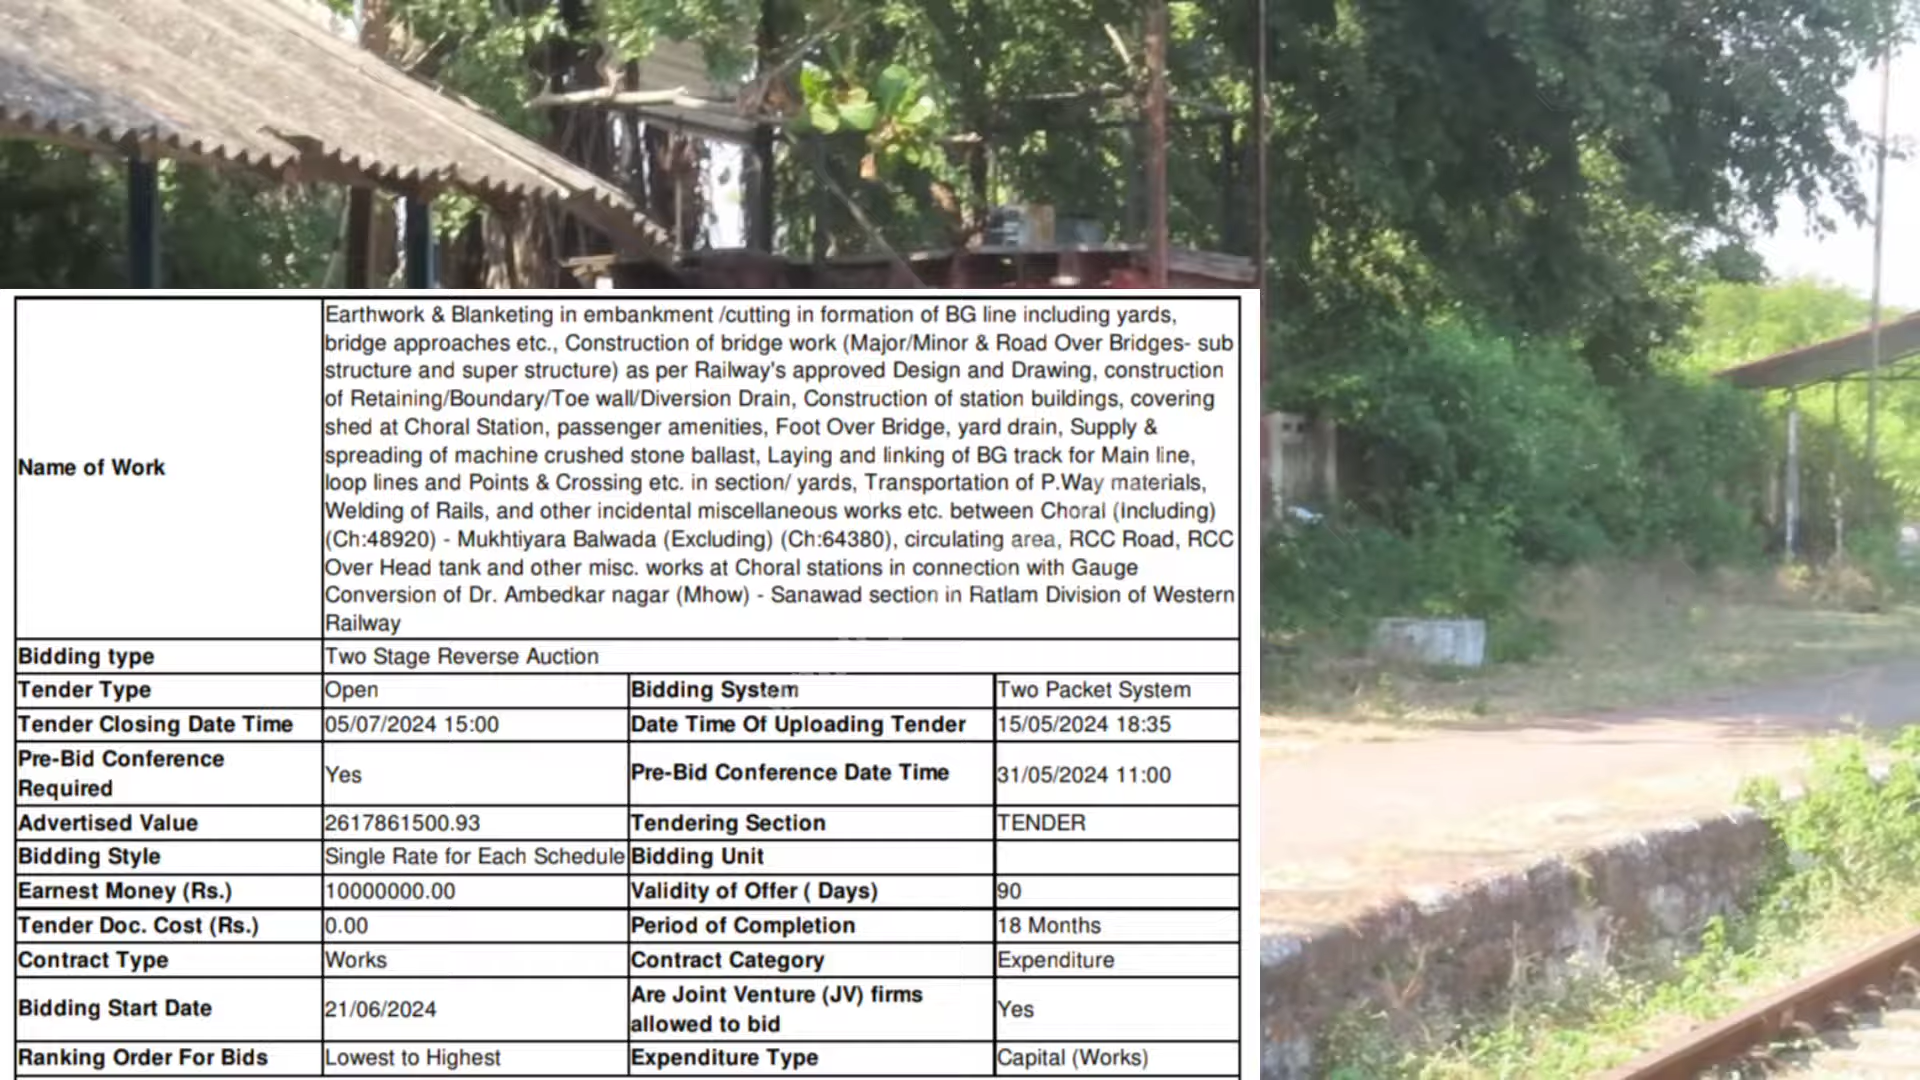 Earthwork & Blanketing in embankment /cutting in formation of BG line including yards,
bridge approaches etc., Construction of bridge work (Major/Minor & Road Over Bridges- sub
structure and super structure) as per Railway's approved Design and Drawing, construction
of Retaining/Boundary/Toe wall/Diversion Drain, Construction of station buildings, covering
shed at Choral Station, passenger amenities, Foot Over Bridge, yard drain, Supply &
Name of Work spreading of machine crushed stone ballast, Laying and linking of BG track for Main line,
loop lines and Points & Crossing etc. in section/ yards, Transportation of P.Way materials,
Welding of Rails, and other incidental miscellaneous works etc. between Choral (Including)
(Ch:48920) - Mukhtiyara Balwada (Excluding) (Ch:64380), circulating area, RCC Road, RCC
Over Head tank and other misc. works at Choral stations in connection with Gauge
Conversion of Dr. Ambedkar nagar (Mhow) - Sanawad section in Ratlam Division of Western
Railway
Bidding type Two Stage Reverse Auction
Tender Type Open Bidding System Two Packet System
Tender Closing Date Time 05/07/2024 15:00 Date Time Of Uploading Tender 15/05/2024 18:35
Pre-Bid Conference
Required Yes Pre-Bid Conference Date Time 31/05/2024 11:00
Advertised Value 2617861500.93 Tendering Section TENDER
Bidding Style Single Rate for Each Schedule Bidding Unit
Earnest Money (Rs.) 10000000.00 Validity of Offer ( Days) 90
Tender Doc. Cost (Rs.) 0.00 Period of Completion 18 Months
Contract Type Works Contract Category Expenditure
Bidding Start Date 21/06/2024 Are Joint Venture (JV) firms
allowed to bid Yes
Ranking Order For Bids Lowest to Highest Expenditure Type Capital (Works)